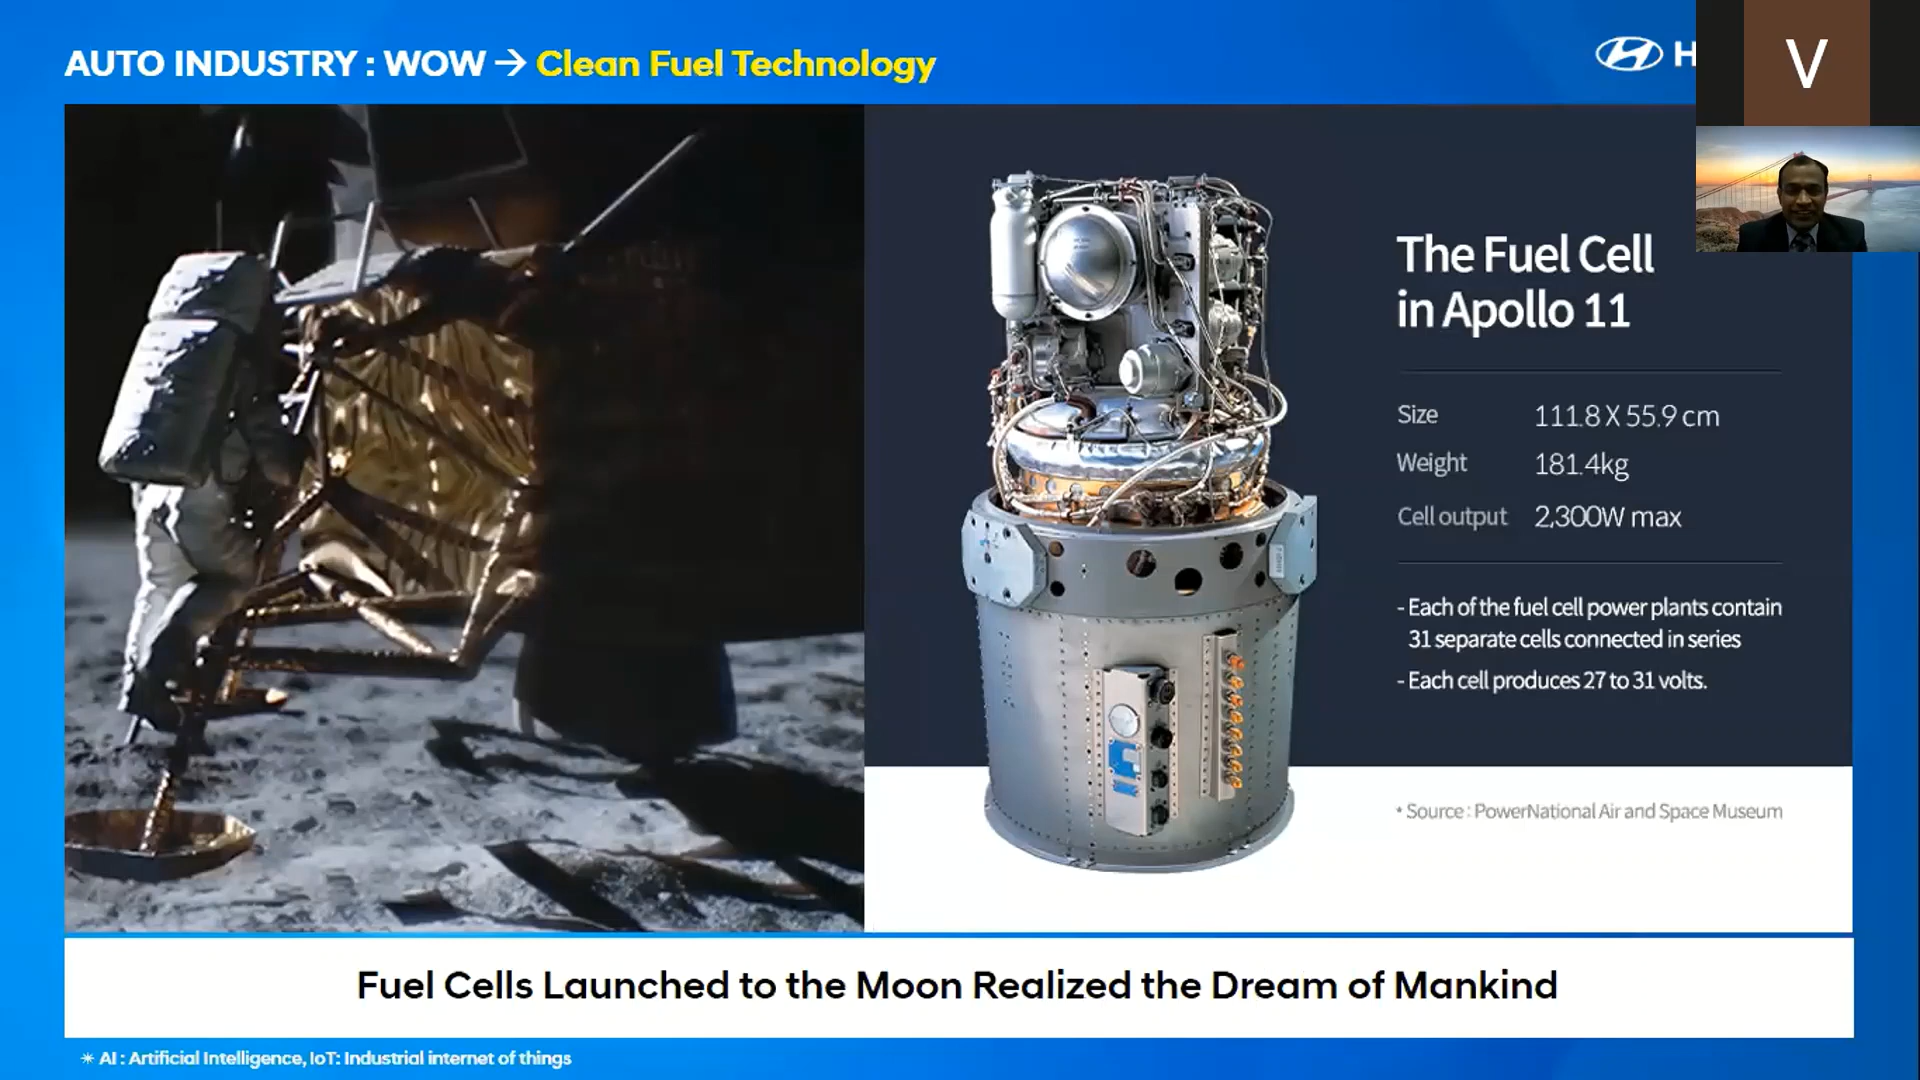 AUTO INDUSTRY : WOW → Clean Fuel Technology
H
V
The Fuel Cell
in Apollo 11
Size 111.8 X 55.9 cm
Weight 181.4kg
Cell output 2,300W max
- Each of the fuel cell power plants contain
31 separate cells connected in series
- Each cell produces 27 to 31 volts.
* Source : PowerNational Air and Space Museum
Fuel Cells Launched to the Moon Realized the Dream of Mankind
✴ AI : Artificial Intelligence, IoT: Industrial internet of things